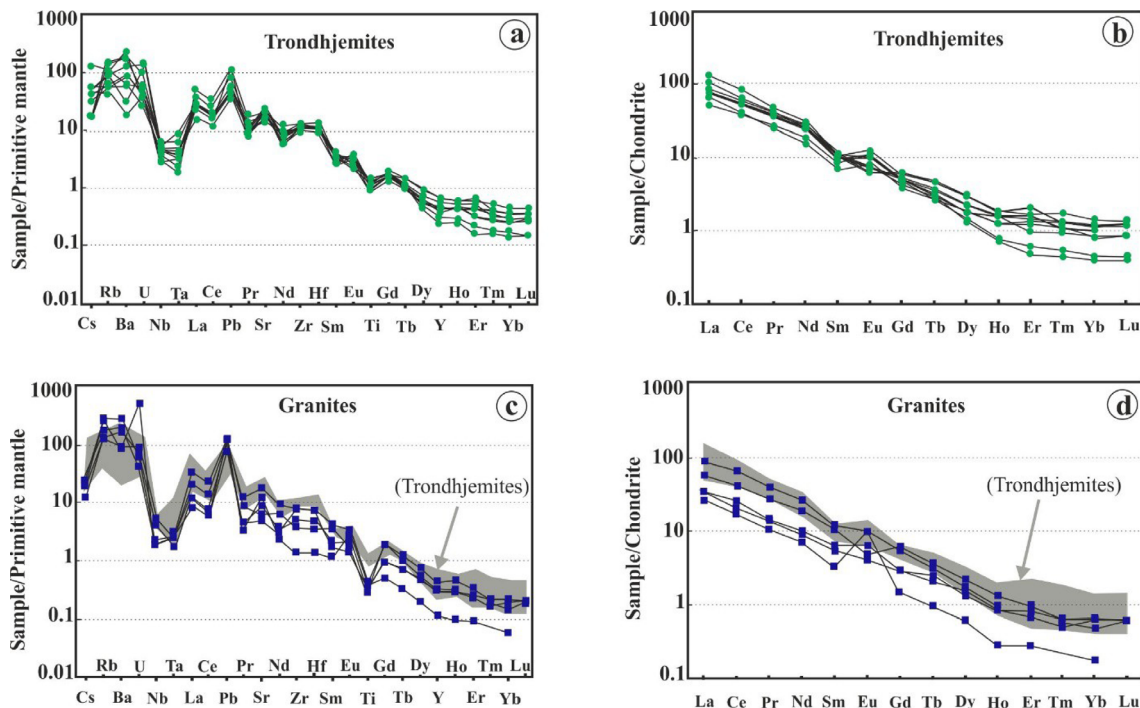 1000
100
10
1
0.1
0.01
Sample/Primitive mantle
Trondhjemites
a
Rb U Ta Ce Pr Nd Hf Eu Gd Dy Ho Tm Lu
Cs Ba Nb La Pb Sr Zr Sm Ti Tb Y Er Yb
1000
100
10
1
0.1
Sample/Chondrite
Trondhjemites
b
La Ce Pr Nd Sm Eu Gd Tb Dy Ho Er Tm Yb Lu
1000
100
10
1
0.1
0.01
Sample/Primitive mantle
Granites
c
(Trondhjemites)
Rb U Ta Ce Pr Nd Hf Eu Gd Dy Ho Tm Lu
Cs Ba Nb La Pb Sr Zr Sm Ti Tb Y Er Yb
1000
100
10
1
0.1
Sample/Chondrite
Granites
d
(Trondhjemites)
La Ce Pr Nd Sm Eu Gd Tb Dy Ho Er Tm Yb Lu